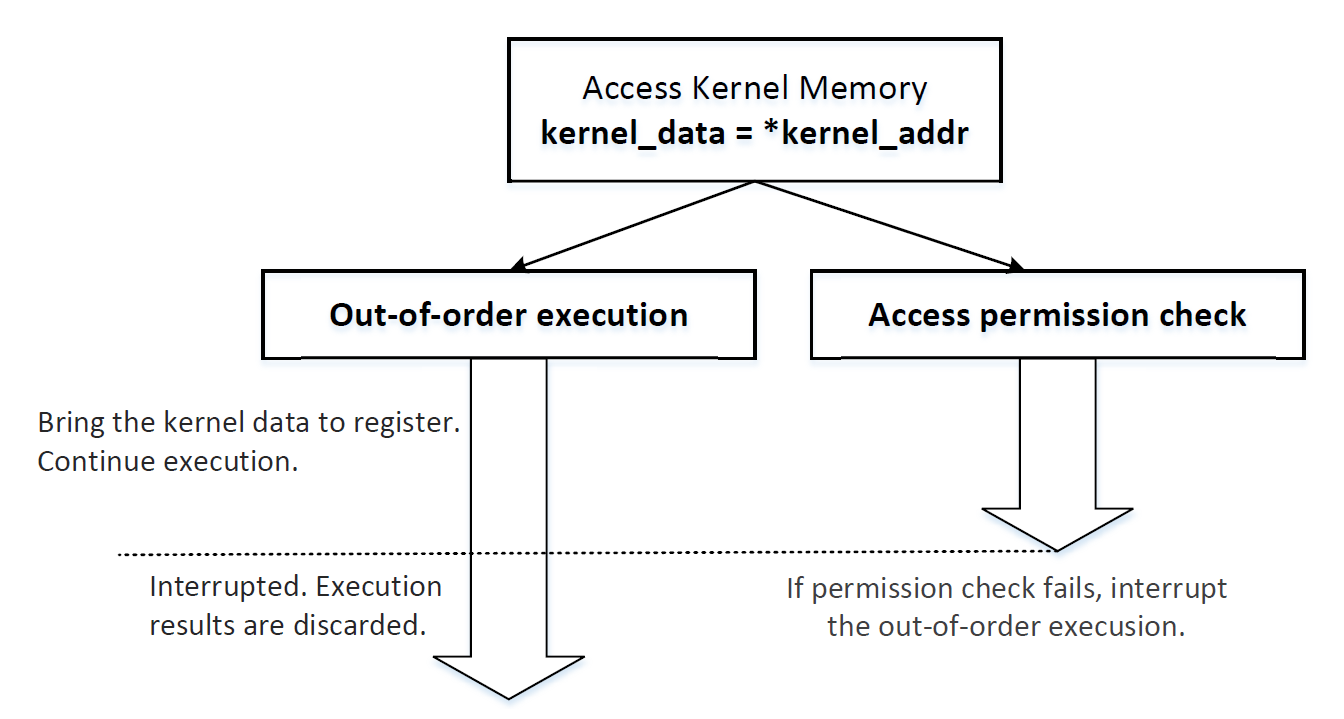 Access Kernel Memory
kernel_data = *kernel_addr
Out-of-order execution
Access permission check
Bring the kernel data to register.
Continue execution.
Interrupted. Execution
results are discarded.
If permission check fails, interrupt
the out-of-order execusion.